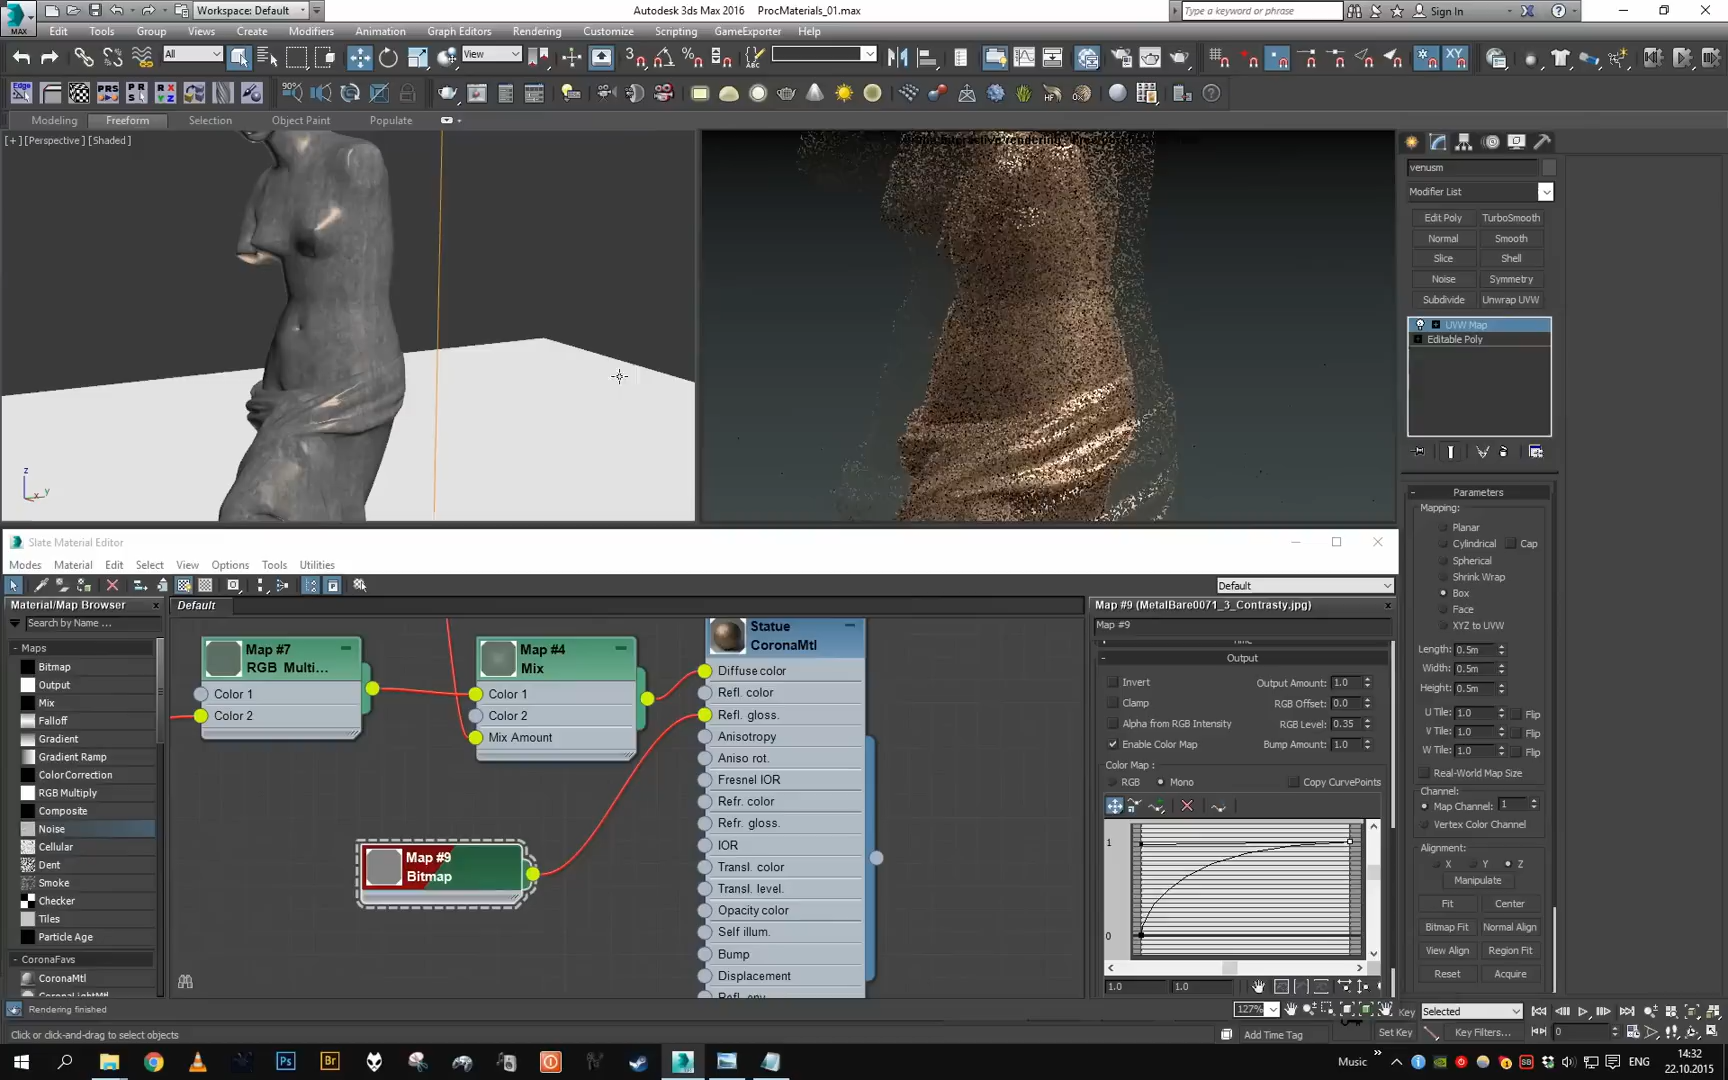 Workspace: Default
Autodesk 3ds Max 2016 ProcMaterials_01.max
Type a keyword or phrase
Sign In
MAX
Edit Tools Group Views Create Modifiers Animation Graph Editors Rendering Customize Scripting GameExporter Help
All
View
Modeling Freeform Selection Object Paint Populate
[+] [Perspective] [Shaded]
venusm
Modifier List
Edit Poly TurboSmooth
Normal Smooth
Slice Shell
Noise Symmetry
Subdivide Unwrap UVW
UVW Map
Editable Poly
Parameters
Mapping:
Planar
Cylindrical Cap
Spherical
Shrink Wrap
Box
Face
XYZ to UVW
Length: 0.5m
Width: 0.5m
Height: 0.5m
U Tile: 1.0 Flip
V Tile: 1.0 Flip
W Tile: 1.0 Flip
Real-World Map Size
Channel:
Map Channel: 1
Vertex Color Channel
Alignment:
X Y Z
Manipulate
Fit Center
Bitmap Fit Normal Align
View Align Region Fit
Reset Acquire
Slate Material Editor
Modes Material Edit Select View Options Tools Utilities
Default
Material/Map Browser
Search by Name ...
Maps
Bitmap
Output
Mix
Falloff
Gradient
Gradient Ramp
ColorCorrection
RGB Multiply
Composite
Noise
Cellular
Dent
Smoke
Checker
Tiles
Particle Age
CoronaFavs
CoronaMtl
CoronaLightMtl
Default
Map #7
RGB Multi...
Color 1
Color 2
Map #4
Mix
Color 1
Color 2
Mix Amount
Map #9
Bitmap
Statue
CoronaMtl
Diffuse color
Refl. color
Refl. gloss.
Anisotropy
Aniso rot.
Fresnel IOR
Refr. color
Refr. gloss.
IOR
Transl. color
Transl. level.
Opacity color
Self illum.
Bump
Displacement
Refl. env.
Map #9 (MetalBare0071_3_Contrasty.jpg)
Map #9
Output
Invert Output Amount: 1.0
Clamp RGB Offset: 0.0
Alpha from RGB Intensity RGB Level: 0.35
Enable Color Map Bump Amount: 1.0
Color Map:
RGB Mono Copy CurvePoints
1
0
1.0 1.0
127%
Rendering finished
Click or click-and-drag to select objects
Add Time Tag
Key
Selected
Set Key Key Filters...
0
Music
ENG
14:32
22.10.2015